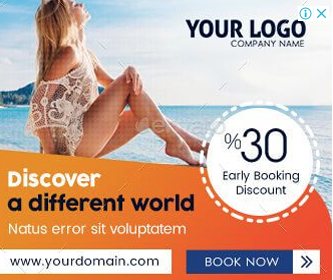 YOUR LOGO
COMPANY NAME
%30
Early Booking
Discount
Discover
a different world
Natus error sit voluptatem
www.yourdomain.com
BOOK NOW